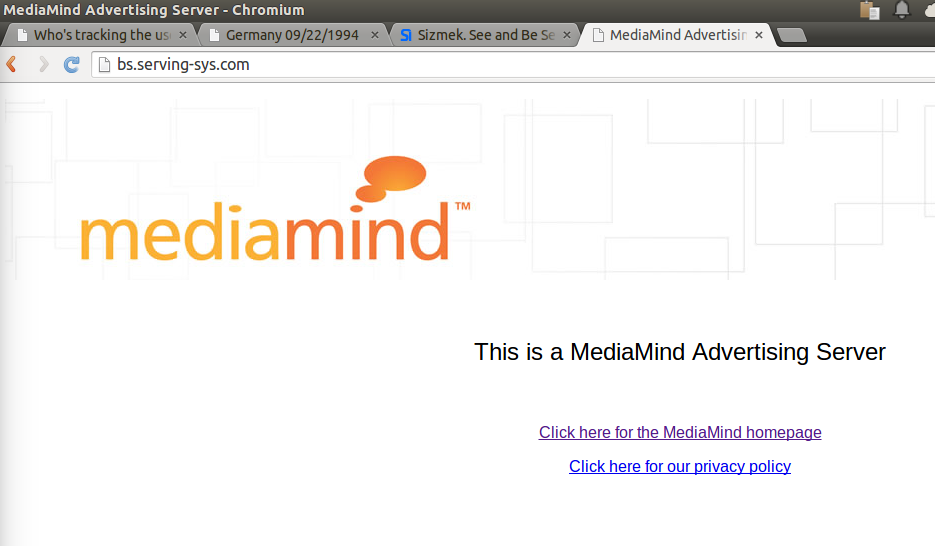 MediaMind Advertising Server - Chromium
Who's tracking the us
Germany 09/22/1994
Sizmek. See and Be Se
MediaMind Advertisin
bs.serving-sys.com
mediamind™
This is a MediaMind Advertising Server
Click here for the MediaMind homepage
Click here for our privacy policy